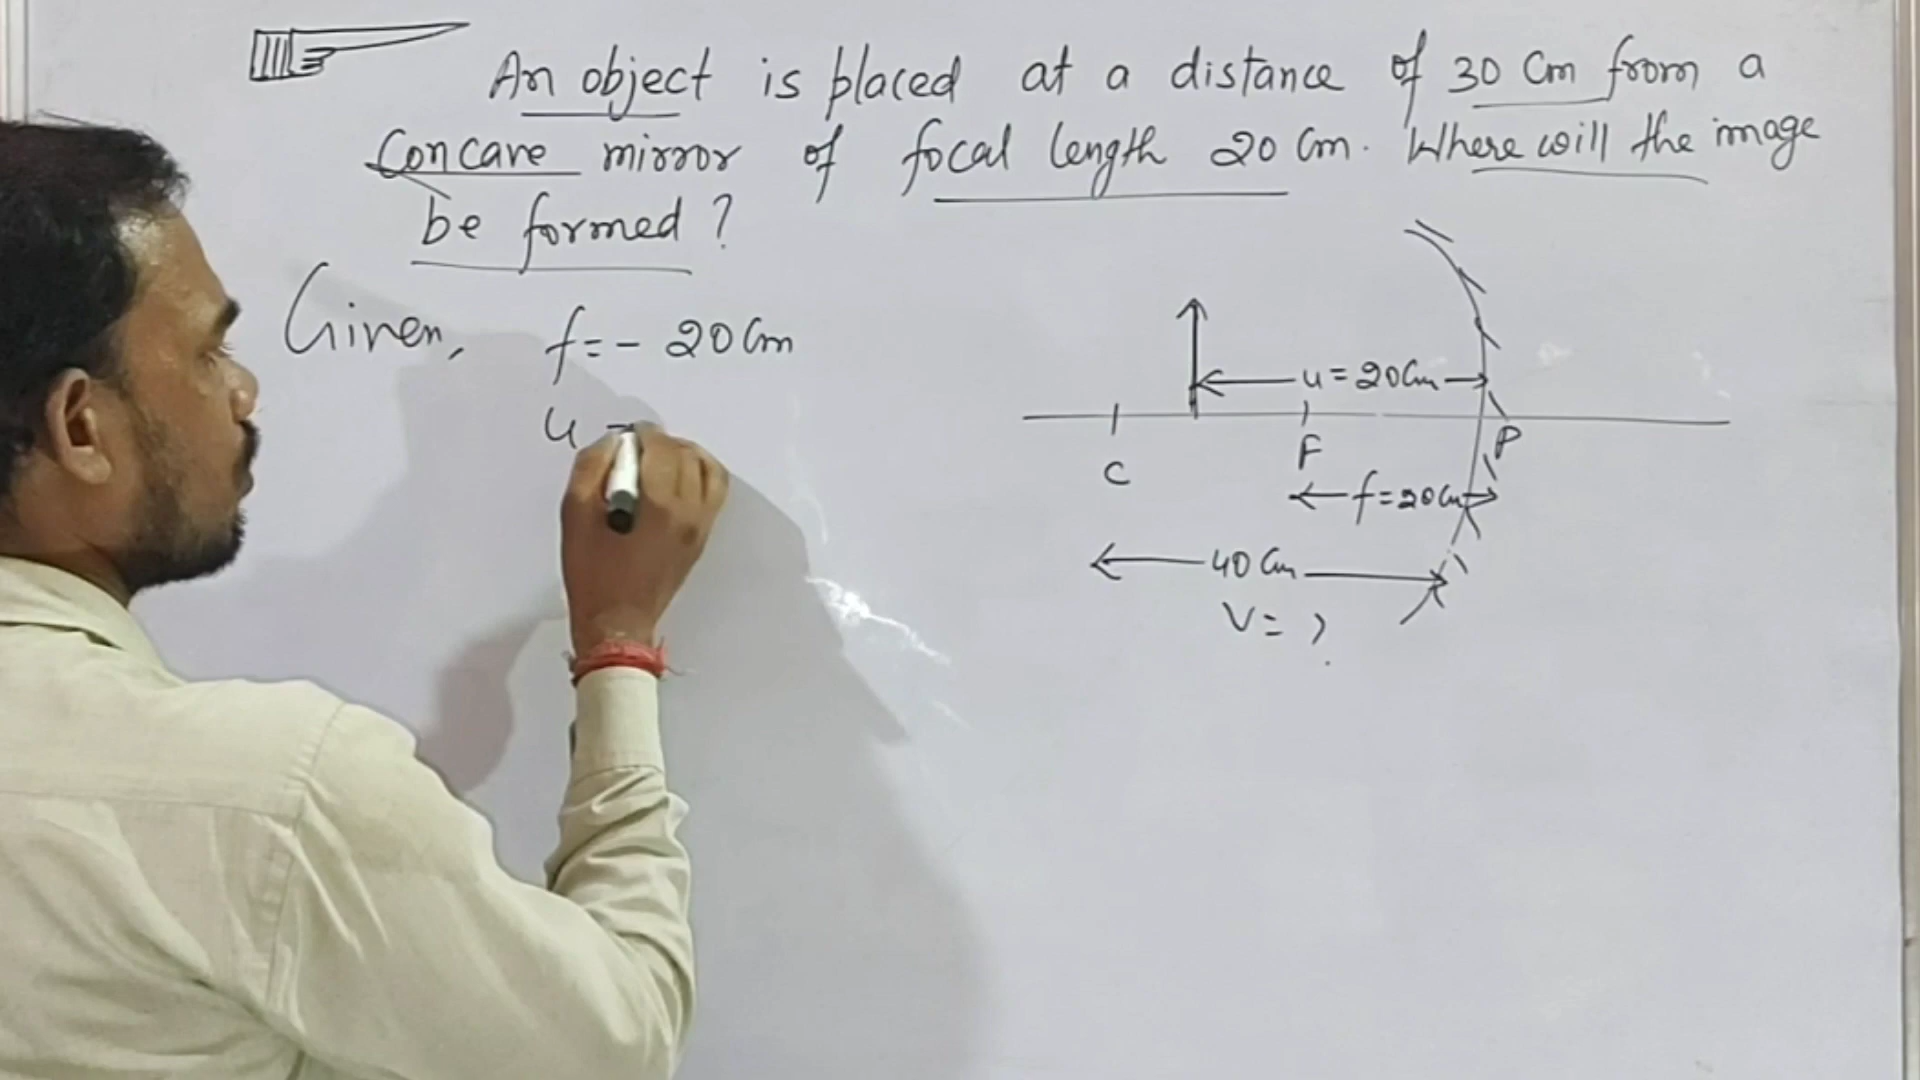 An object is placed at a distance of 30 Cm from a
Concave mirror of focal length 20 Cm. Where will the image
be formed?
Given, f = - 20 Cm
u =
u = 20 Cm
C
F
P
f = 20 Cm
40 Cm
V = ?